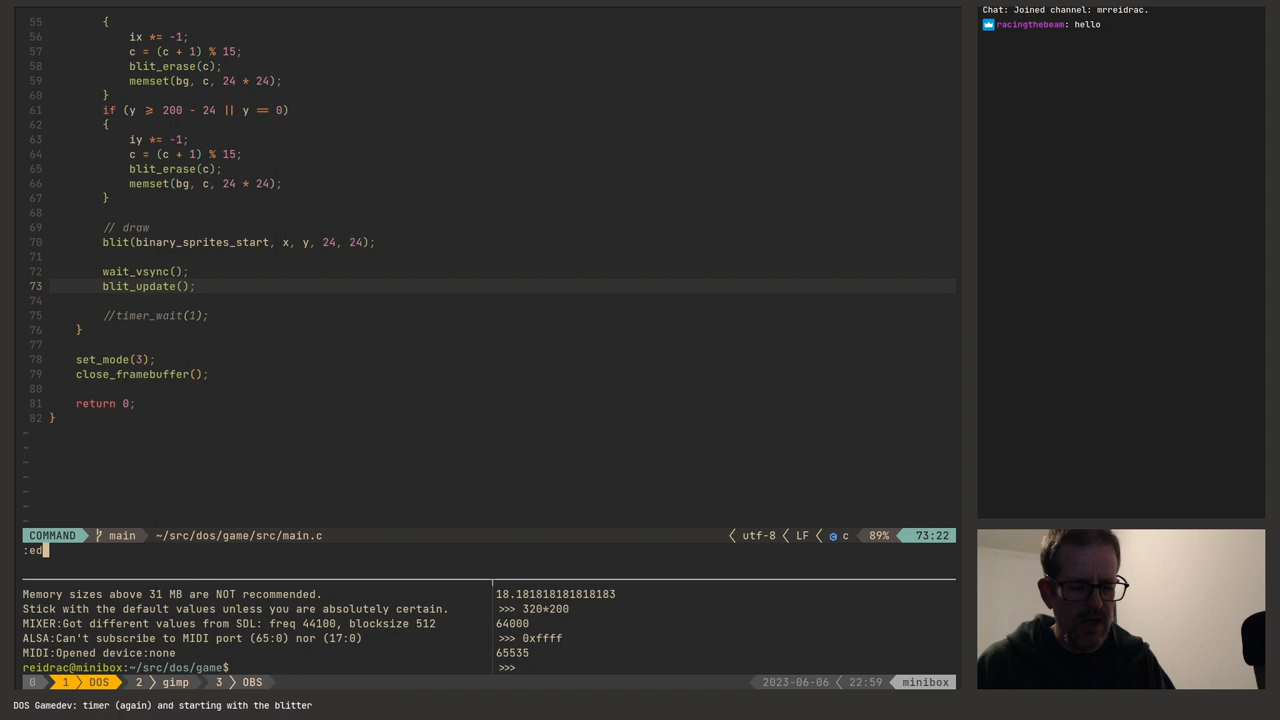 55         {
56             ix *= -1;
57             c = (c + 1) % 15;
58             blit_erase(c);
59             memset(bg, c, 24 * 24);
60         }
61         if (y ⩾ 200 - 24 || y == 0)
62         {
63             iy *= -1;
64             c = (c + 1) % 15;
65             blit_erase(c);
66             memset(bg, c, 24 * 24);
67         }
68
69         // draw
70         blit(binary_sprites_start, x, y, 24, 24);
71
72         wait_vsync();
73         blit_update();
74
75         //timer_wait(1);
76     }
77
78     set_mode(3);
79     close_framebuffer();
80
81     return 0;
82 }
~
~
~
~
~
~
~
COMMAND main ~/src/dos/game/src/main.c utf-8 LF c 89% 73:22
:ed
Memory sizes above 31 MB are NOT recommended.
Stick with the default values unless you are absolutely certain.
MIXER:Got different values from SDL: freq 44100, blocksize 512
ALSA:Can't subscribe to MIDI port (65:0) nor (17:0)
MIDI:Opened device:none
reidrac@minibox:~/src/dos/game$
18.181818181818183
>>> 320*200
64000
>>> 0xffff
65535
>>>
0 1 DOS 2 gimp 3 OBS 2023-06-06 22:59 minibox
DOS Gamedev: timer (again) and starting with the blitter
Chat: Joined channel: mrreidrac.
racingthebeam: hello